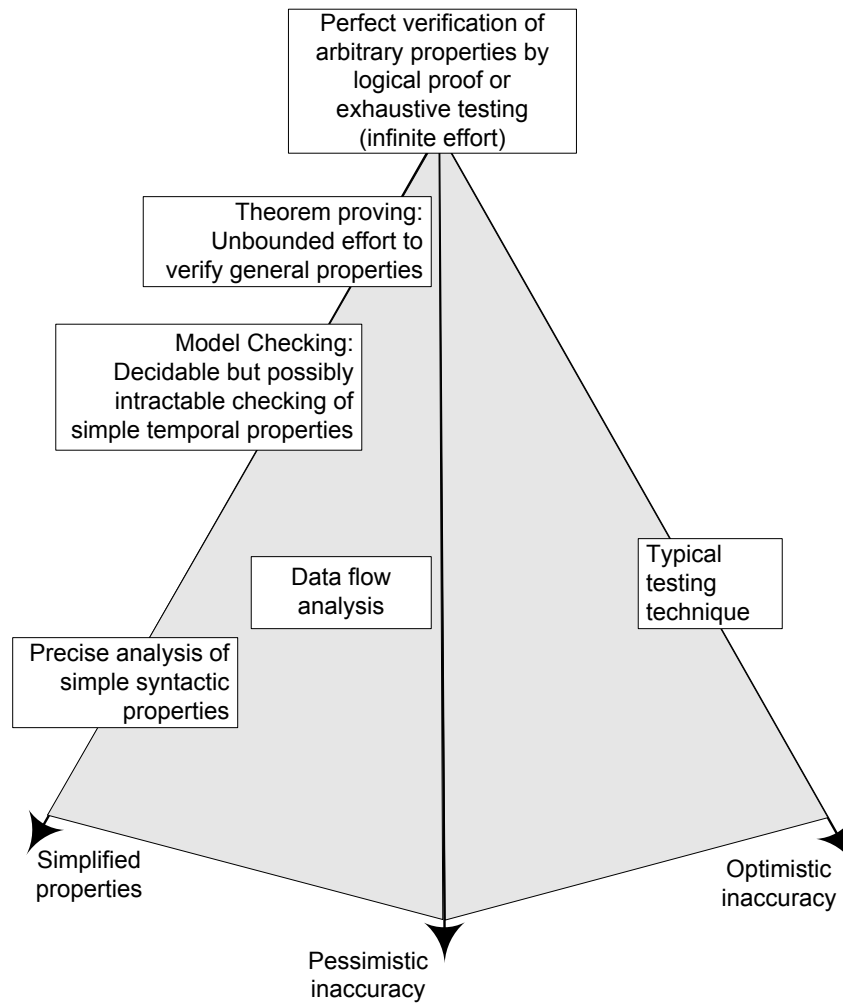 Perfect verification of
arbitrary properties by
logical proof or
exhaustive testing
(infinite effort)
Theorem proving:
Unbounded effort to
verify general properties
Model Checking:
Decidable but possibly
intractable checking of
simple temporal properties
Data flow
analysis
Typical
testing
technique
Precise analysis of
simple syntactic
properties
Simplified
properties
Optimistic
inaccuracy
Pessimistic
inaccuracy